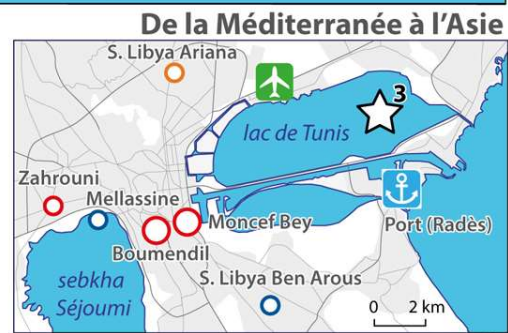 De la Méditerranée à l'Asie
S. Libya Ariana
3
lac de Tunis
Zahrouni
Mellassine
Moncef Bey
Port (Radès)
Boumendil
sebkha
Séjoumi
S. Libya Ben Arous
0 2 km